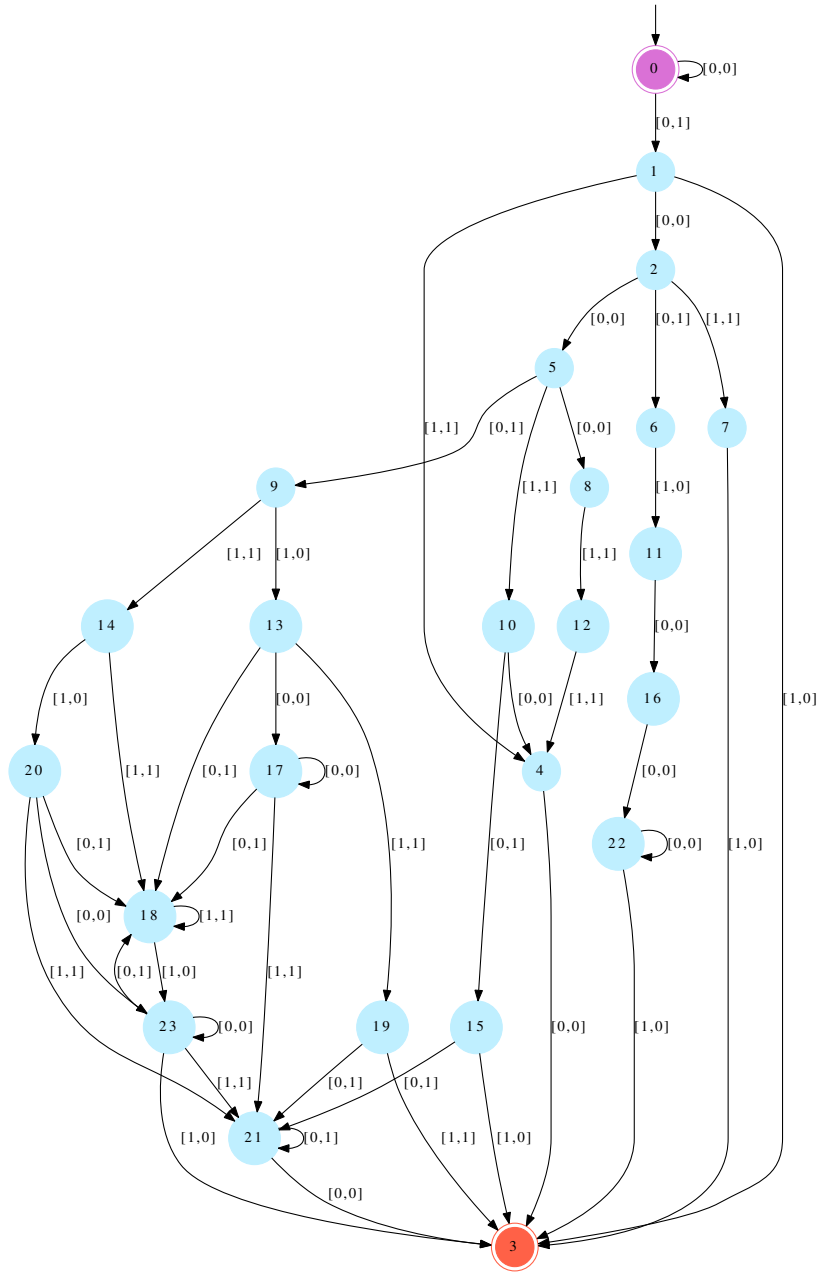 0 [0,0]
[0,1]
1
[0,0]
2
[0,0] [0,1] [1,1]
5
[1,1] [0,1] [0,0] 6 7
9 [1,1] 8 [1,0]
[1,1] [1,0] [1,1] 11
14 13 10 12 [0,0]
[1,0] [0,0] [0,0] [1,1] 16 [1,0]
20 [1,1] [0,1] 17 [0,0] 4 [0,0]
[0,1] [0,1] [1,1] [0,1] 22 [0,0] [1,0]
[0,0] 18 [1,1]
[1,1] [0,1] [1,0] [1,1]
23 [0,0] 19 15 [0,0] [1,0]
[1,1] [0,1] [0,1]
[1,0] 21 [0,1] [1,1] [1,0]
[0,0]
3